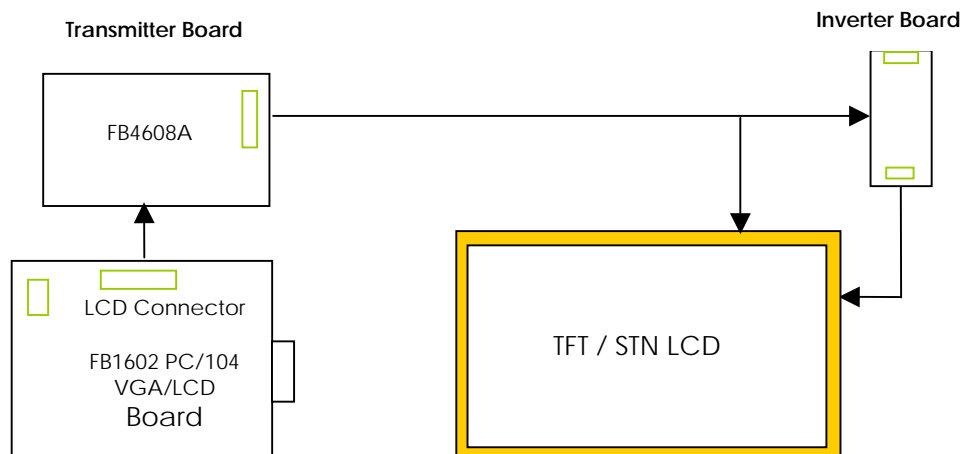 Transmitter Board
Inverter Board
FB4608A
LCD Connector
FB1602 PC/104
VGA/LCD
Board
TFT / STN LCD